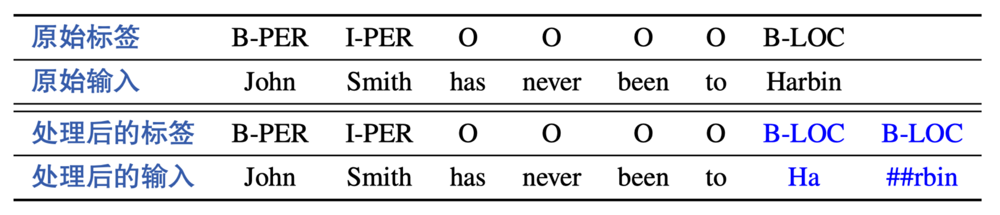 原始标签 B-PER I-PER O O O O B-LOC
原始输入 John Smith has never been to Harbin
处理后的标签 B-PER I-PER O O O O B-LOC B-LOC
处理后的输入 John Smith has never been to Ha ##rbin